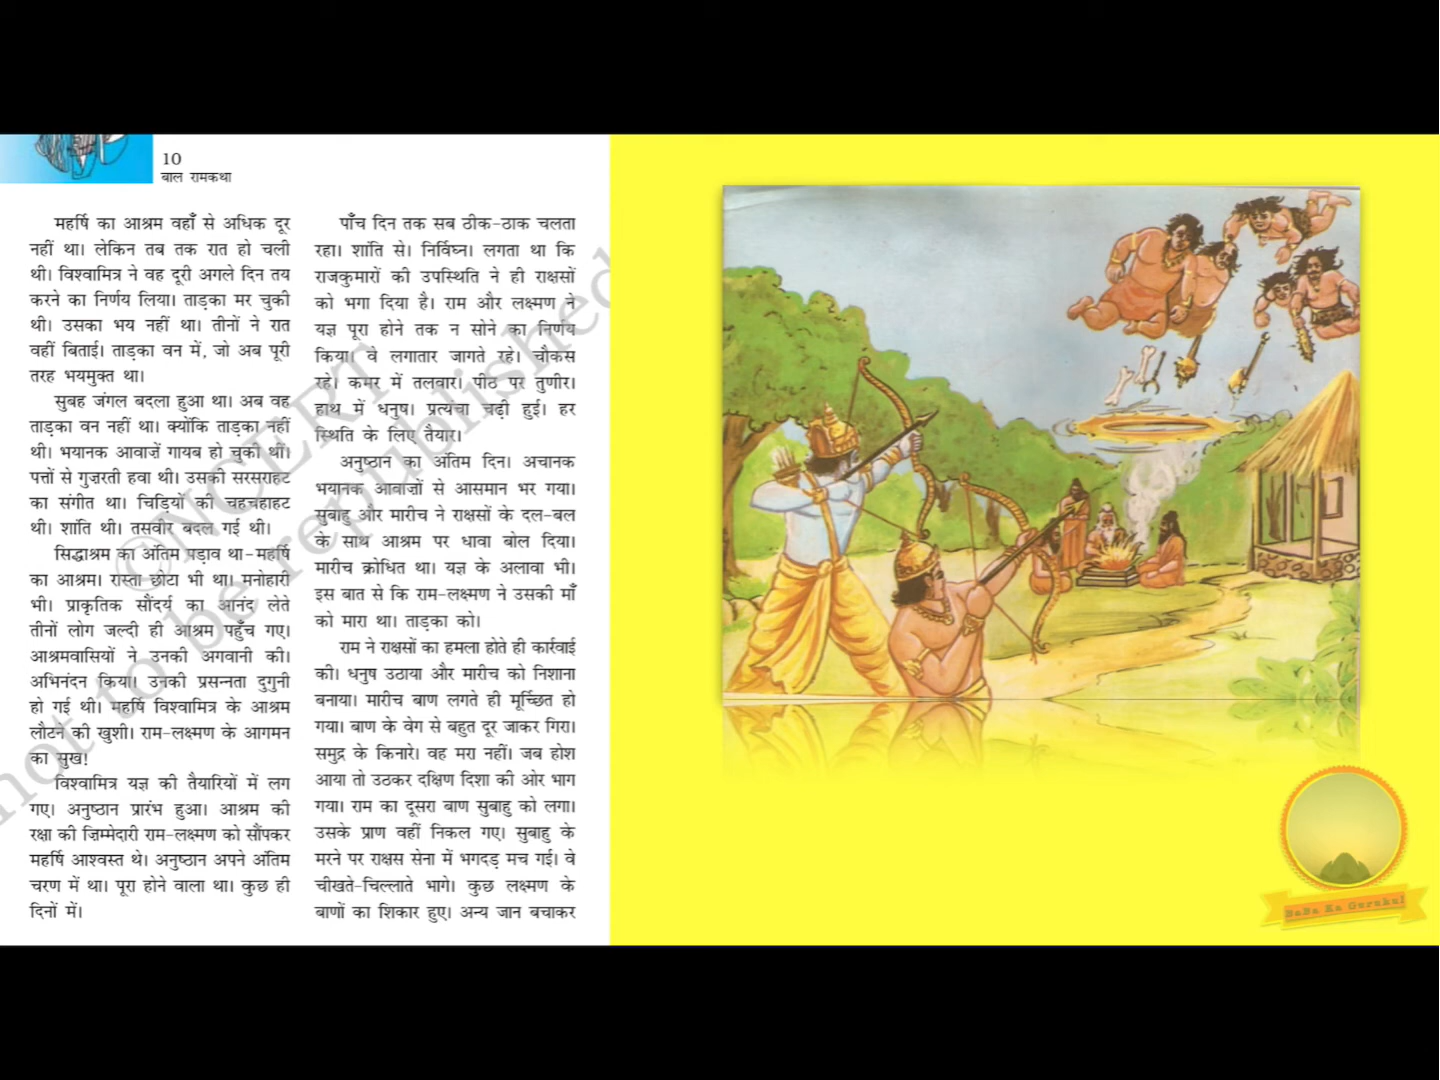 10
बाल रामकथा
महर्षि का आश्रम वहाँ से अधिक दूर
नहीं था। लेकिन तब तक रात हो चली
थी। विश्वामित्र ने वह दूरी अगले दिन तय
करने का निर्णय लिया। ताड़का मर चुकी
थी। उसका भय नहीं था। तीनों ने रात
वहीं बिताई। ताड़का वन में, जो अब पूरी
तरह भयमुक्त था।
सुबह जंगल बदला हुआ था। अब वह
ताड़का वन नहीं था। क्योंकि ताड़का नहीं
थी। भयानक आवाज़ें गायब हो चुकी थीं।
पत्तों से गुज़रती हवा थी। उसकी सरसराहट
का संगीत था। चिड़ियों की चहचहाहट
थी। शांति थी। तसवीर बदल गई थी।
सिद्धाश्रम का अंतिम पड़ाव था-महर्षि
का आश्रम। रास्ता छोटा भी था। मनोहारी
भी। प्राकृतिक सौंदर्य का आनंद लेते
तीनों लोग जल्दी ही आश्रम पहुँच गए।
आश्रमवासियों ने उनकी अगवानी की।
अभिनंदन किया। उनकी प्रसन्नता दुगुनी
हो गई थी। महर्षि विश्वामित्र के आश्रम
लौटने की खुशी। राम-लक्ष्मण के आगमन
का सुख!
विश्वामित्र यज्ञ की तैयारियों में लग
गए। अनुष्ठान प्रारंभ हुआ। आश्रम की
रक्षा की ज़िम्मेदारी राम-लक्ष्मण को सौंपकर
महर्षि आश्वस्त थे। अनुष्ठान अपने अंतिम
चरण में था। पूरा होने वाला था। कुछ ही
दिनों में।
पाँच दिन तक सब ठीक-ठाक चलता
रहा। शांति से। निर्विघ्न। लगता था कि
राजकुमारों की उपस्थिति ने ही राक्षसों
को भगा दिया है। राम और लक्ष्मण ने
यज्ञ पूरा होने तक न सोने का निर्णय
किया। वे लगातार जागते रहे। चौकस
रहे। कमर में तलवार। पीठ पर तुणीर।
हाथ में धनुष। प्रत्यंचा चढ़ी हुई। हर
स्थिति के लिए तैयार।
अनुष्ठान का अंतिम दिन। अचानक
भयानक आवाज़ों से आसमान भर गया।
सुबाहु और मारीच ने राक्षसों के दल-बल
के साथ आश्रम पर धावा बोल दिया।
मारीच क्रोधित था। यज्ञ के अलावा भी।
इस बात से कि राम-लक्ष्मण ने उसकी माँ
को मारा था। ताड़का को।
राम ने राक्षसों का हमला होते ही कार्रवाई
की। धनुष उठाया और मारीच को निशाना
बनाया। मारीच बाण लगते ही मूर्च्छित हो
गया। बाण के वेग से बहुत दूर जाकर गिरा।
समुद्र के किनारे। वह मरा नहीं। जब होश
आया तो उठकर दक्षिण दिशा की ओर भाग
गया। राम का दूसरा बाण सुबाहु को लगा।
उसके प्राण वहीं निकल गए। सुबाहु के
मरने पर राक्षस सेना में भगदड़ मच गई। वे
चीखते-चिल्लाते भागे। कुछ लक्ष्मण के
बाणों का शिकार हुए। अन्य जान बचाकर
©NCERT
not to be republished
BaBa Ka Gurukul